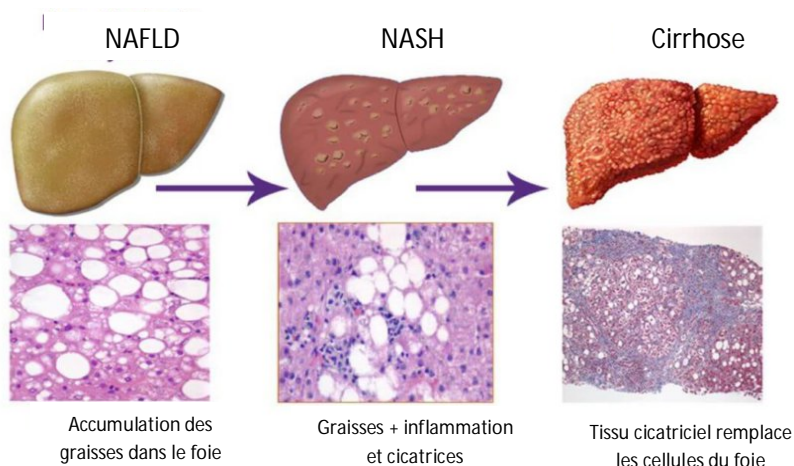 NAFLD
NASH
Cirrhose
Accumulation des
graisses dans le foie
Graisses + inflammation
et cicatrices
Tissu cicatriciel remplace
les cellules du foie